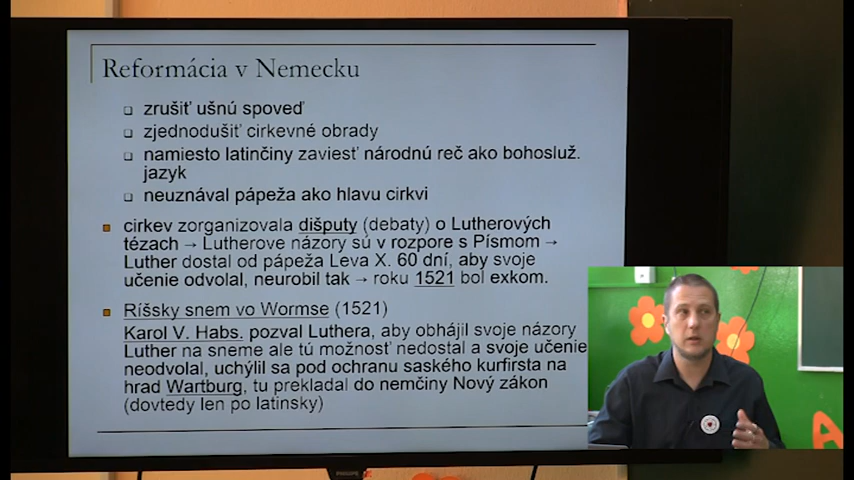 Reformácia v Nemecku
zrušiť ušnú spoveď
zjednodušiť cirkevné obrady
namiesto latinčiny zaviesť národnú reč ako bohosluž.
jazyk
neuznával pápeža ako hlavu cirkvi
cirkev zorganizovala dišputy (debaty) o Lutherových
tézach → Lutherove názory sú v rozpore s Písmom →
Luther dostal od pápeža Leva X. 60 dní, aby svoje
učenie odvolal, neurobil tak → roku 1521 bol exkom.
Ríšsky snem vo Wormse (1521)
Karol V. Habs. pozval Luthera, aby obhájil svoje názory
Luther na sneme ale tú možnosť nedostal a svoje učenie
neodvolal, uchýlil sa pod ochranu saského kurfirsta na
hrad Wartburg, tu prekladal do nemčiny Nový zákon
(dovtedy len po latinsky)
PHILIPS